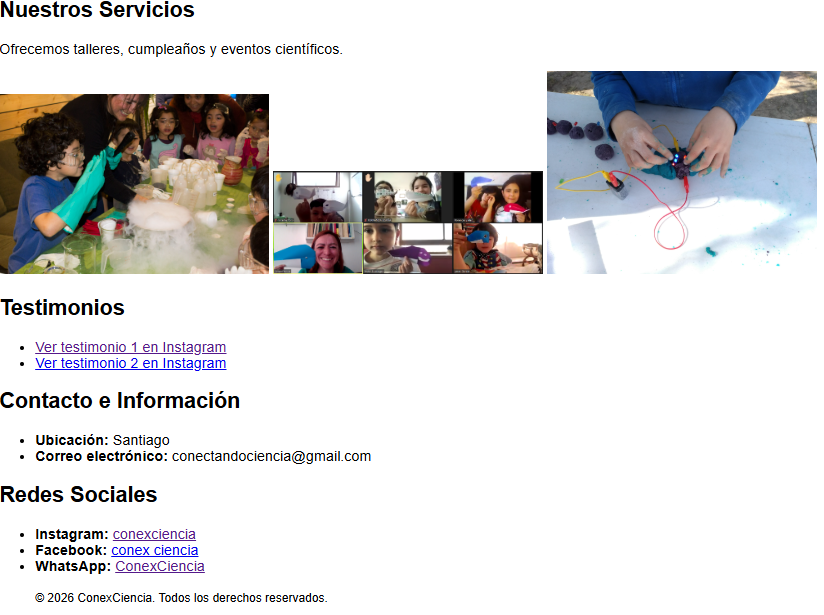 Nuestros Servicios
Ofrecemos talleres, cumpleaños y eventos científicos.
Testimonios
Ver testimonio 1 en Instagram
Ver testimonio 2 en Instagram
Contacto e Información
Ubicación: Santiago
Correo electrónico: conectandociencia@gmail.com
Redes Sociales
Instagram: conexciencia
Facebook: conex ciencia
WhatsApp: ConexCiencia
© 2026 ConexCiencia. Todos los derechos reservados.